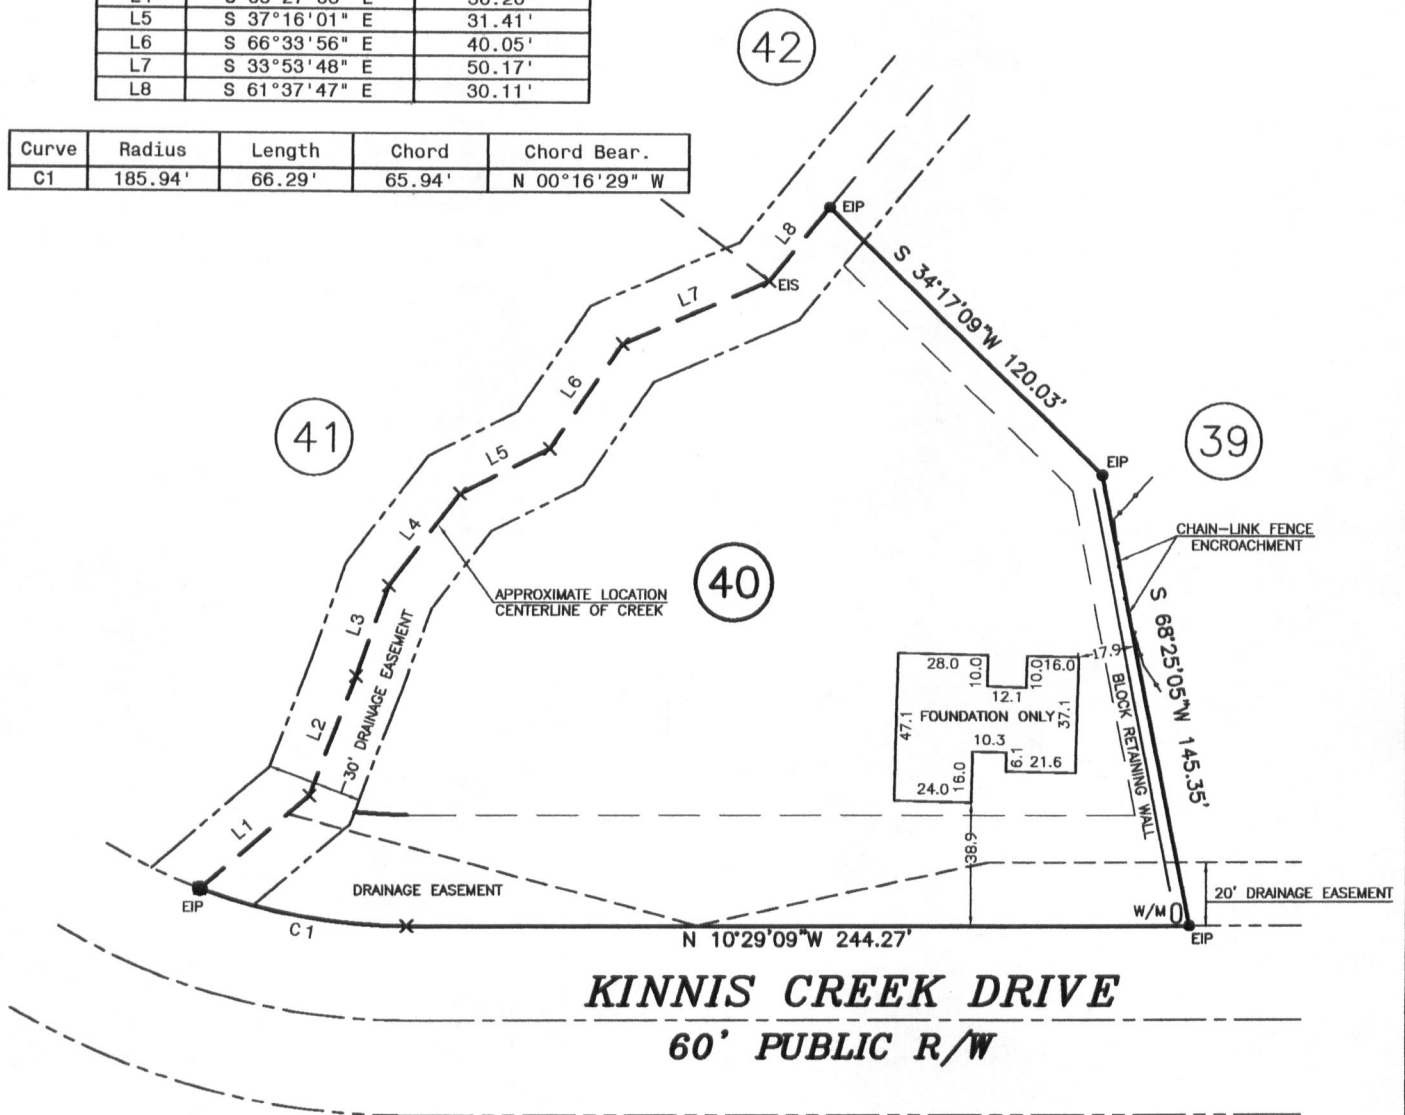 L5 S 37°16'01" E 31.41'
L6 S 66°33'56" E 40.05'
L7 S 33°53'48" E 50.17'
L8 S 61°37'47" E 30.11'
42
Curve Radius Length Chord Chord Bear.
C1 185.94' 66.29' 65.94' N 00°16'29" W
EIP
L8
EIS
L7
S 34°17'09"W 120.03'
L6
41
39
EIP
L5
CHAIN-LINK FENCE
ENCROACHMENT
L4
40
APPROXIMATE LOCATION
CENTERLINE OF CREEK
L3
30' DRAINAGE EASEMENT
S 68°25'05"W 145.35'
17.9
28.0
10.0
10.0
16.0
12.1
BLOCK RETAINING WALL
47.1
FOUNDATION ONLY
37.1
L2
10.3
6.1
21.6
16.0
24.0
L1
38.9
DRAINAGE EASEMENT
20' DRAINAGE EASEMENT
EIP
W/M
C1
N 10°29'09"W 244.27'
EIP
KINNIS CREEK DRIVE
60' PUBLIC R/W